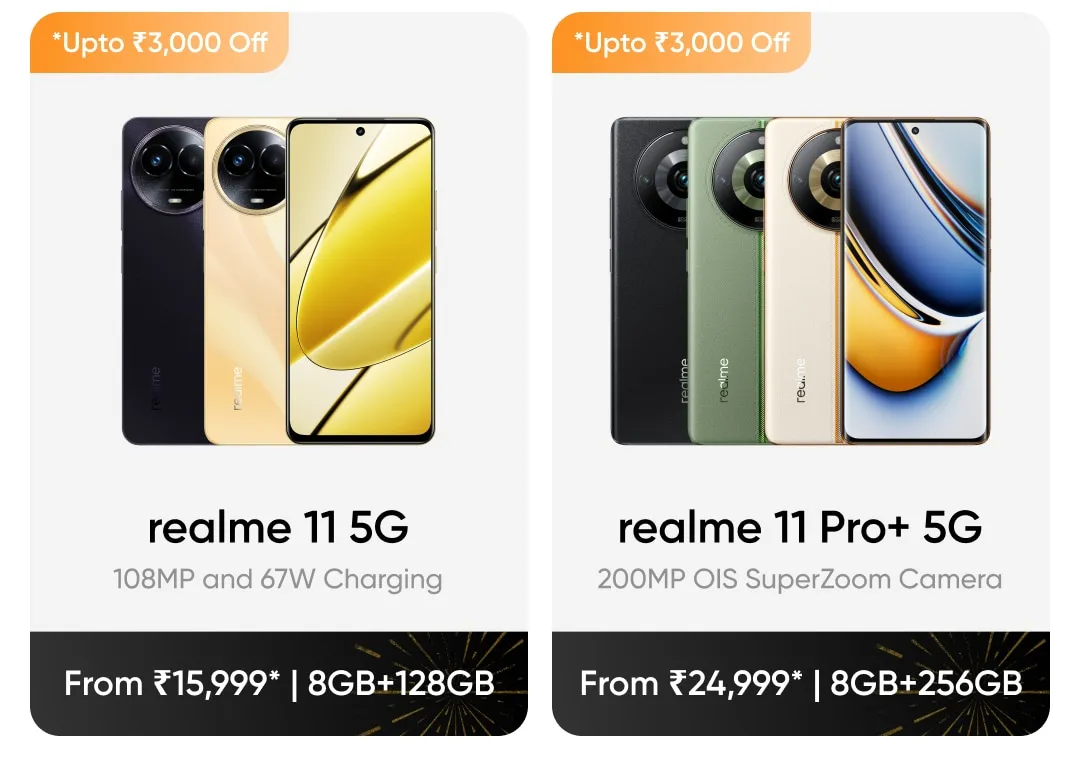 *Upto ₹3,000 Off
realme
realme
realme 11 5G
108MP and 67W Charging
From ₹15,999* | 8GB+128GB
*Upto ₹3,000 Off
realme
realme
realme
realme 11 Pro+ 5G
200MP OIS SuperZoom Camera
From ₹24,999* | 8GB+256GB